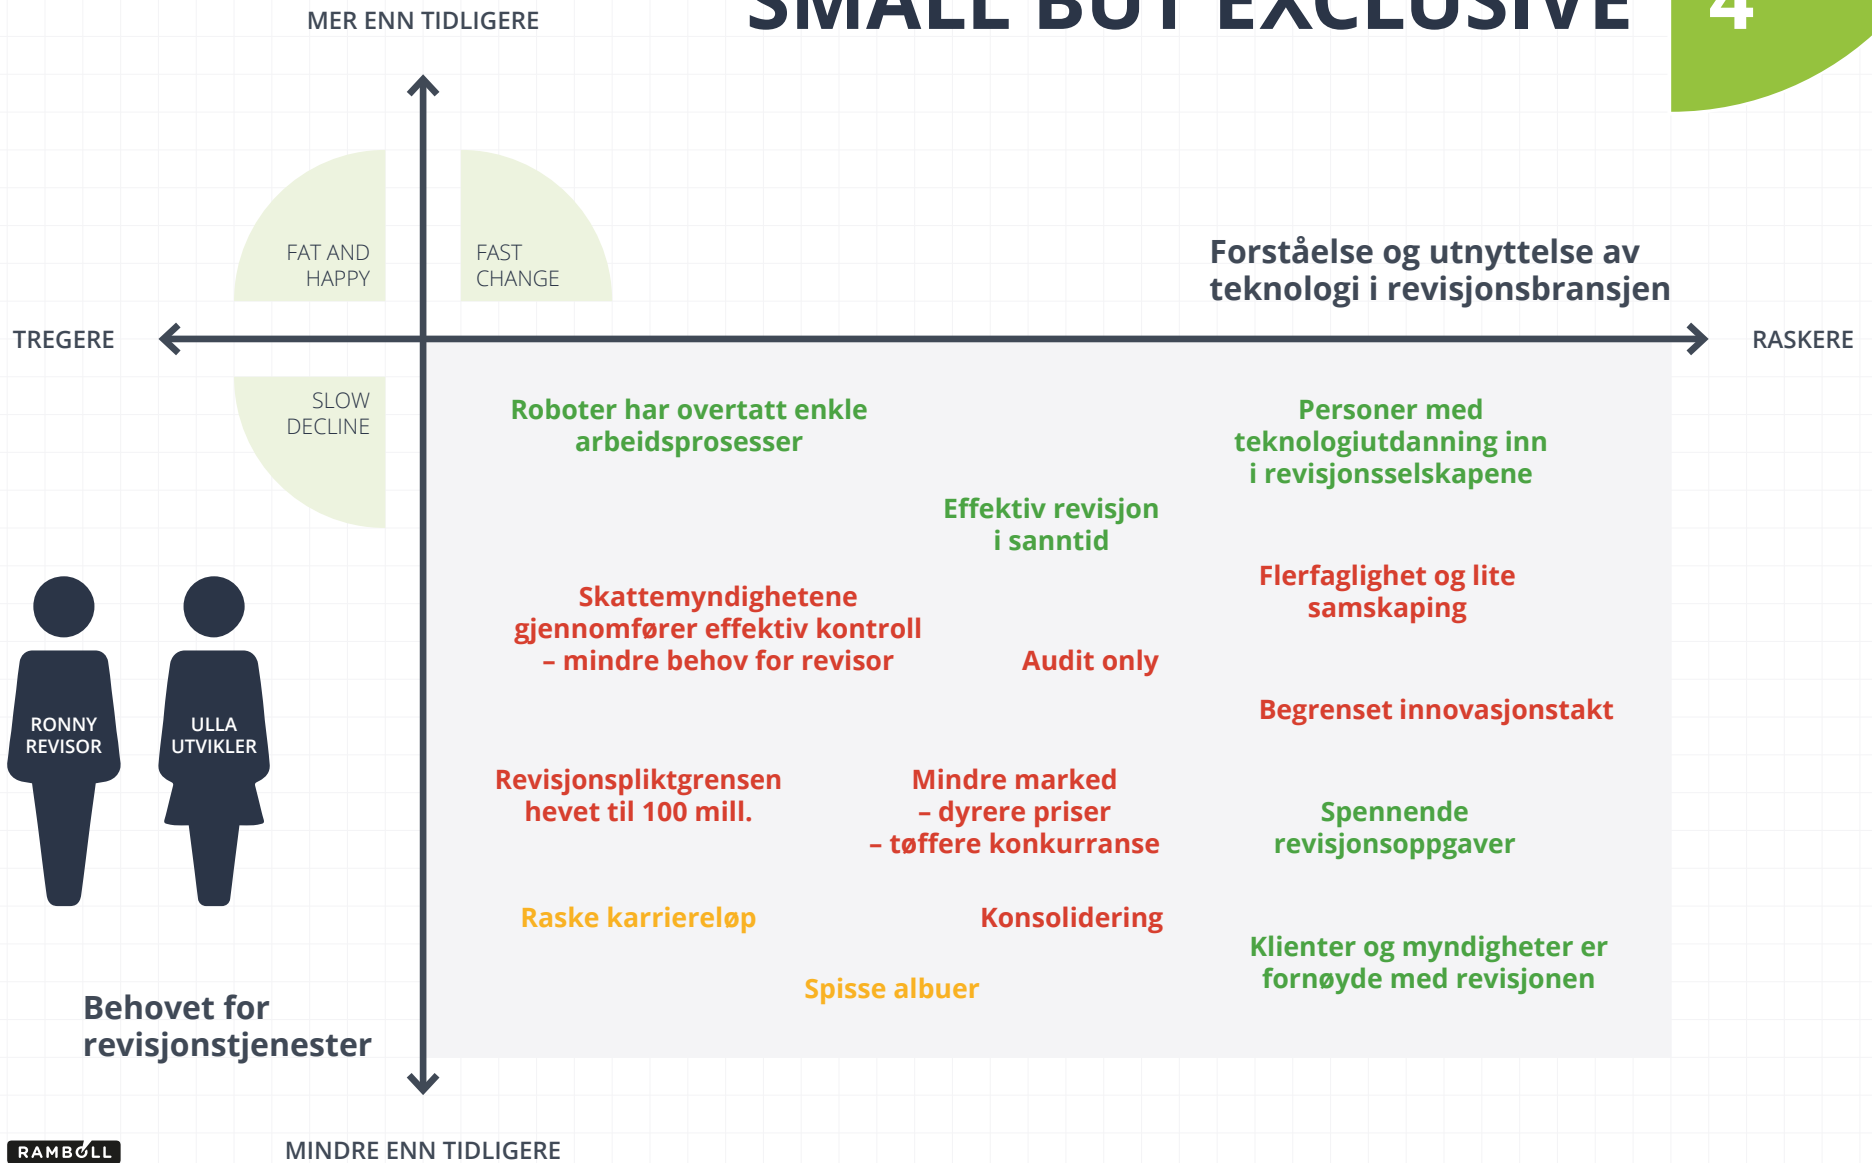 MER ENN TIDLIGERE
SMALL BUT EXCLUSIVE
4
FAT AND
HAPPY
FAST
CHANGE
Forståelse og utnyttelse av
teknologi i revisjonsbransjen
TREGERE
RASKERE
SLOW
DECLINE
Roboter har overtatt enkle
arbeidsprosesser
Personer med
teknologiutdanning inn
i revisjonsselskapene
Effektiv revisjon
i sanntid
Flerfaglighet og lite
samskaping
Skattemyndighetene
gjennomfører effektiv kontroll
– mindre behov for revisor
Audit only
Begrenset innovasjonstakt
RONNY
REVISOR
ULLA
UTVIKLER
Revisjonspliktgrensen
hevet til 100 mill.
Mindre marked
– dyrere priser
– tøffere konkurranse
Spennende
revisjonsoppgaver
Raske karriereløp
Konsolidering
Klienter og myndigheter er
fornøyde med revisjonen
Spisse albuer
Behovet for
revisjonstjenester
RAMBØLL
MINDRE ENN TIDLIGERE